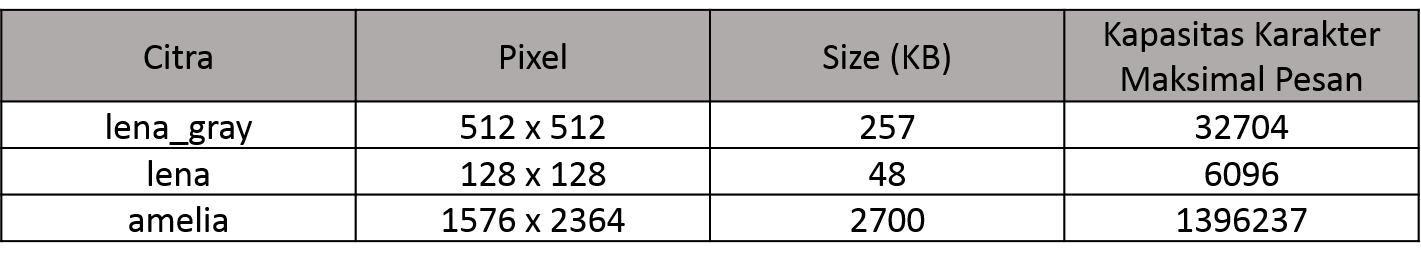 Citra Pixel Size (KB) Kapasitas Karakter
Maksimal Pesan
lena_gray 512 x 512 257 32704
lena 128 x 128 48 6096
amelia 1576 x 2364 2700 1396237